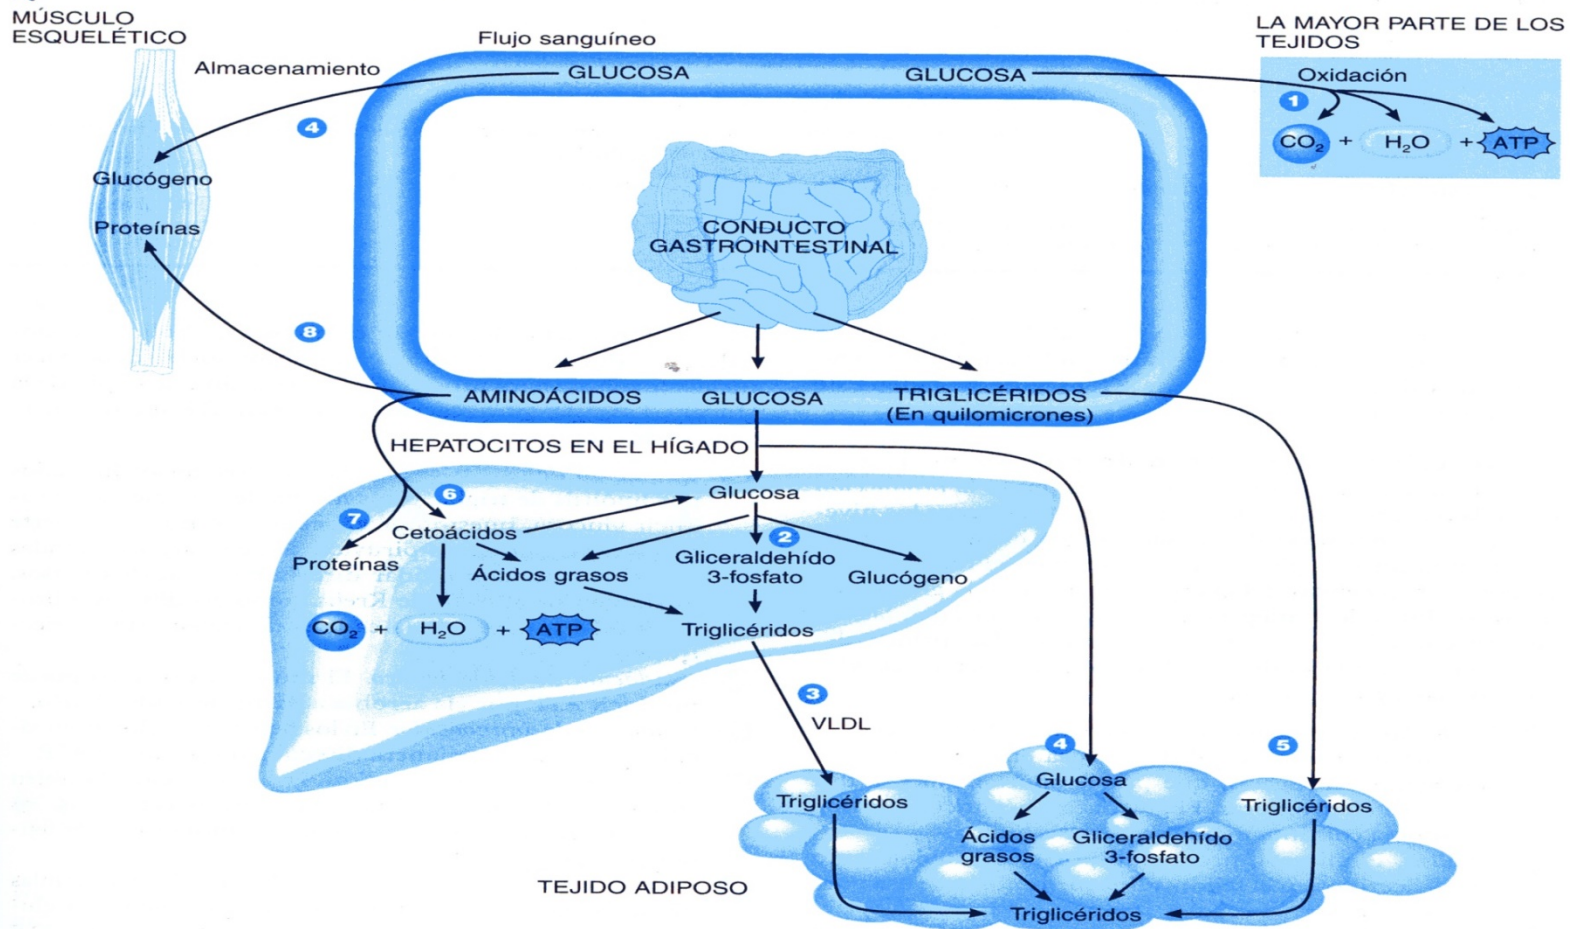 MÚSCULO
ESQUELÉTICO
Flujo sanguíneo
LA MAYOR PARTE DE LOS
TEJIDOS
Almacenamiento
GLUCOSA
GLUCOSA
Oxidación
1
CO₂ + H₂O + ATP
4
Glucógeno
Proteínas
CONDUCTO
GASTROINTESTINAL
8
AMINOÁCIDOS
GLUCOSA
TRIGLICÉRIDOS
(En quilomicrones)
HEPATOCITOS EN EL HÍGADO
6
Glucosa
7
Cetoácidos
2
Proteínas
Ácidos grasos
Gliceraldehído
3-fosfato
Glucógeno
CO₂ + H₂O + ATP
Triglicéridos
3
VLDL
4
5
Triglicéridos
Glucosa
Triglicéridos
Ácidos
grasos
Gliceraldehído
3-fosfato
TEJIDO ADIPOSO
Triglicéridos